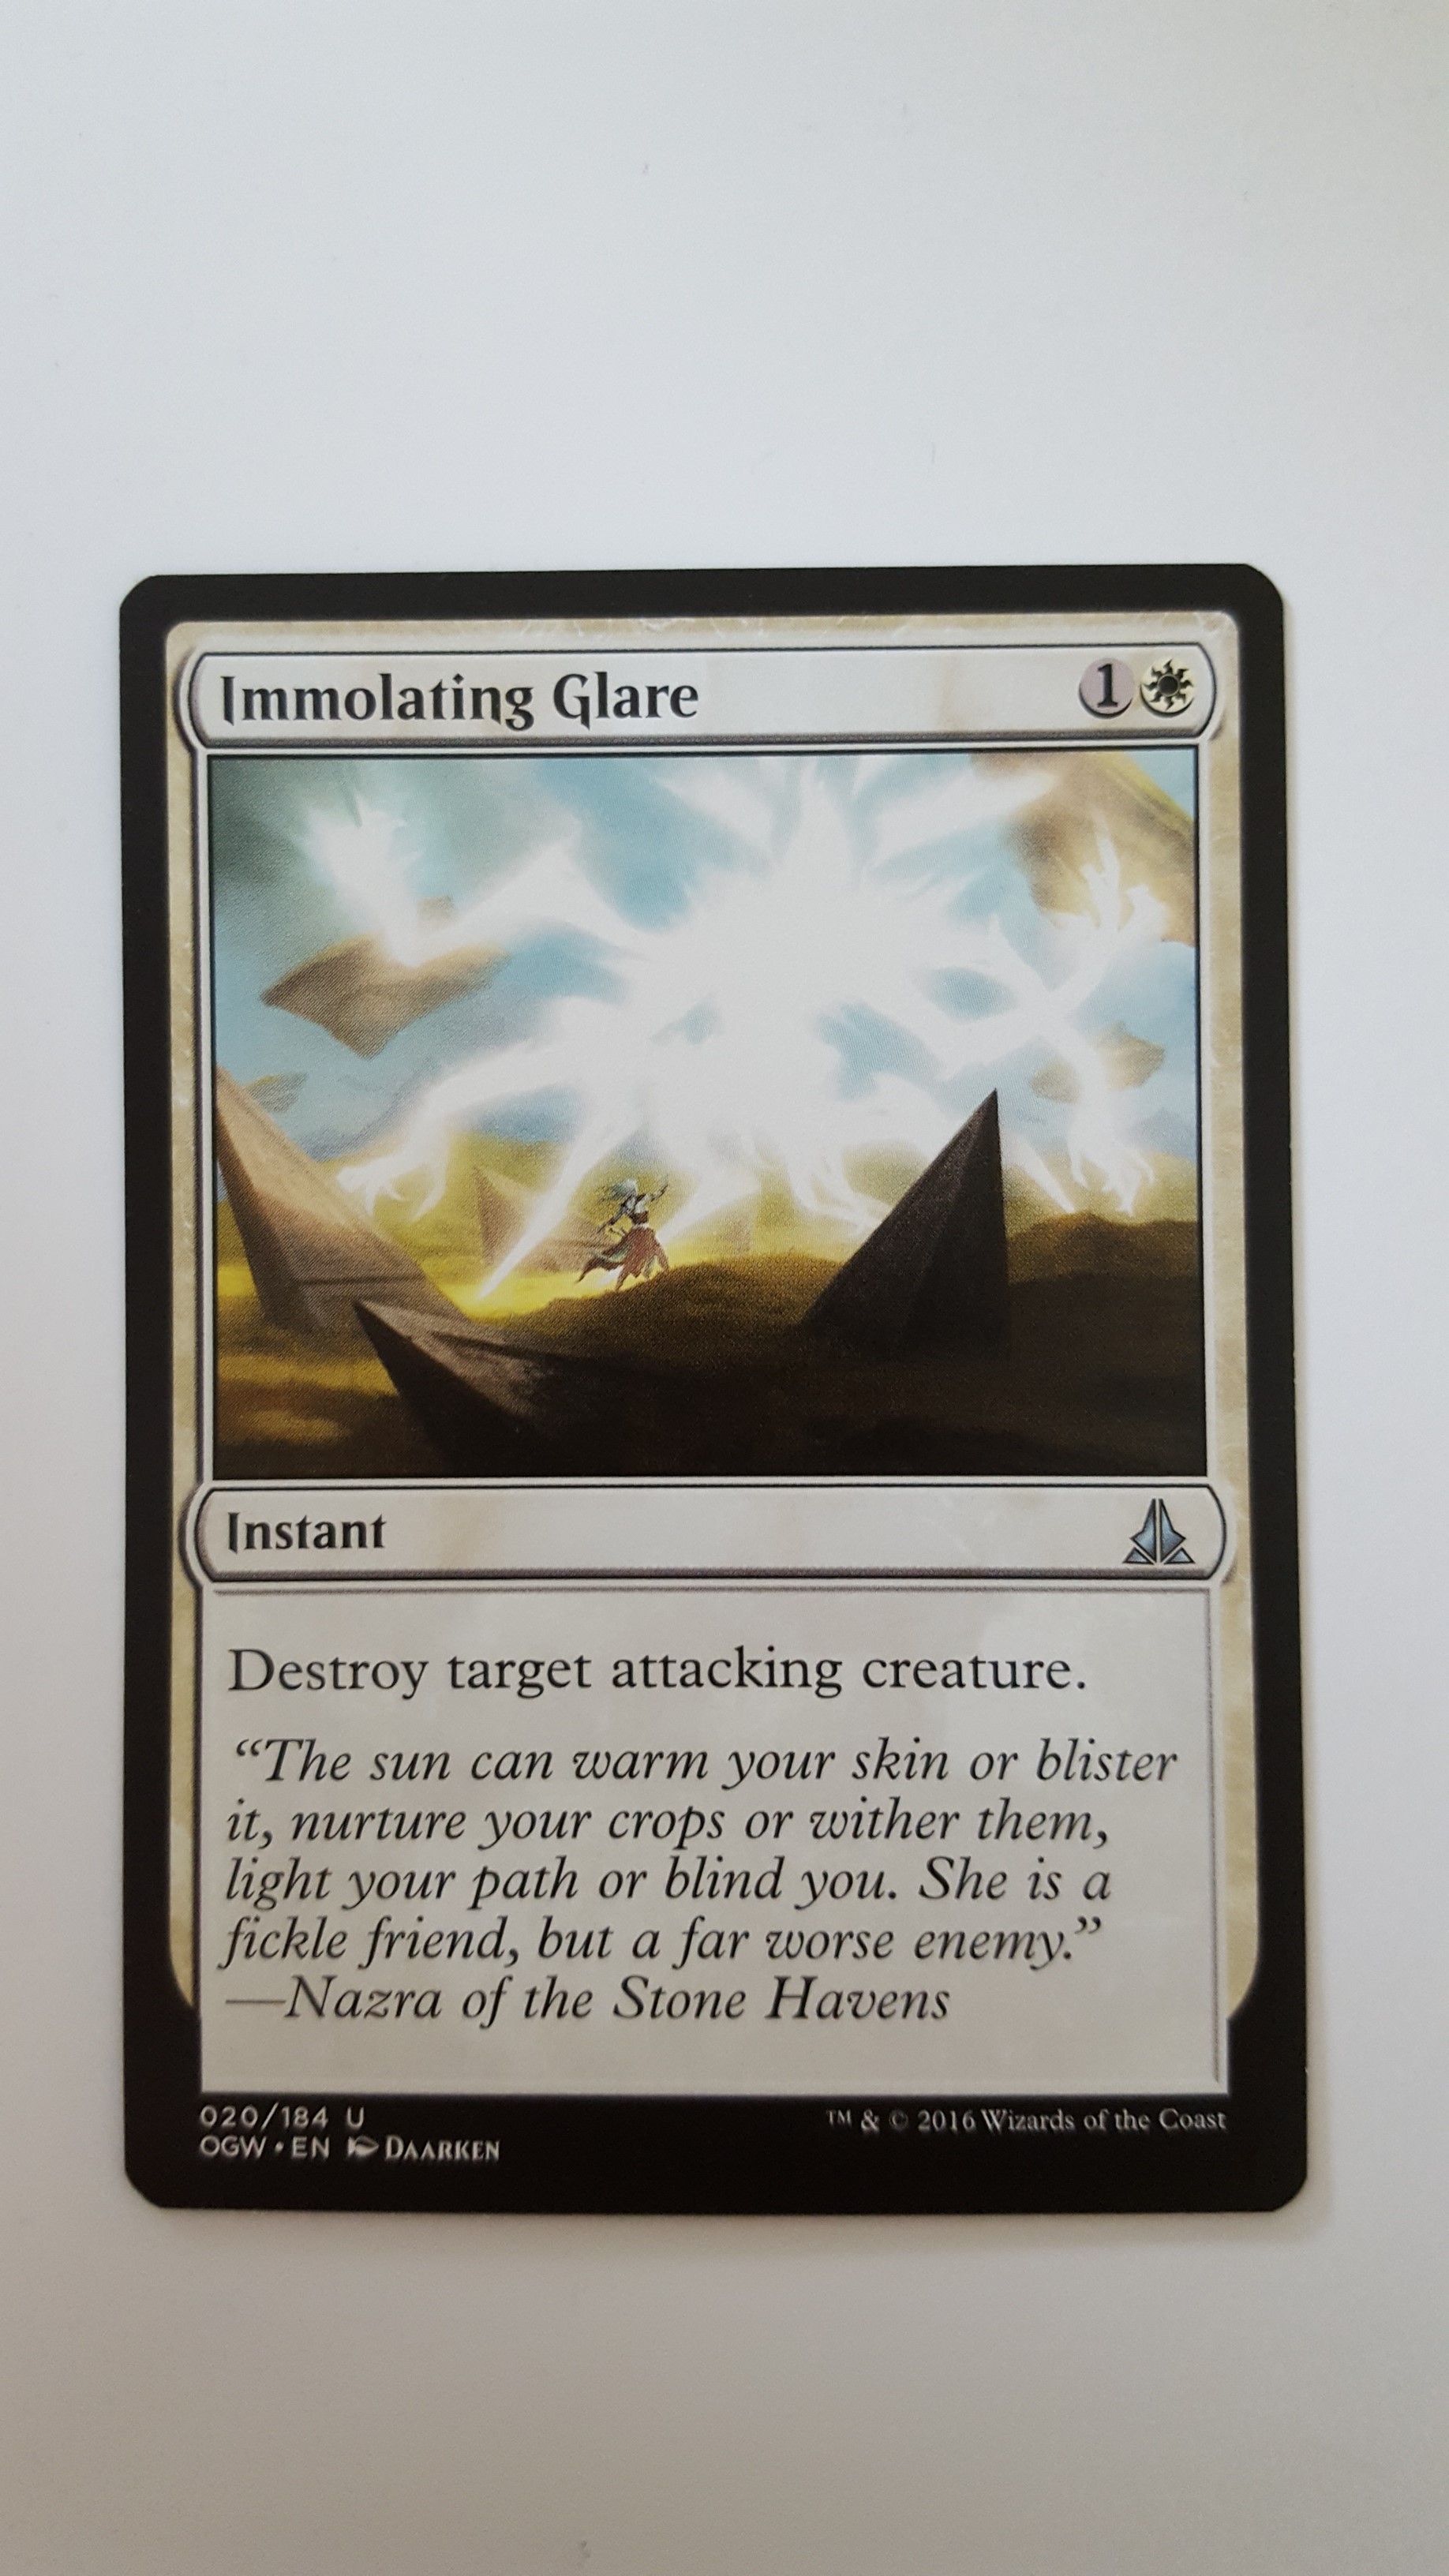 Immolating Glare 1
Instant
Destroy target attacking creature.
“The sun can warm your skin or blister
it, nurture your crops or wither them,
light your path or blind you. She is a
fickle friend, but a far worse enemy.”
—Nazra of the Stone Havens
020/184 U
OGW • EN DAARKEN
™ & © 2016 Wizards of the Coast